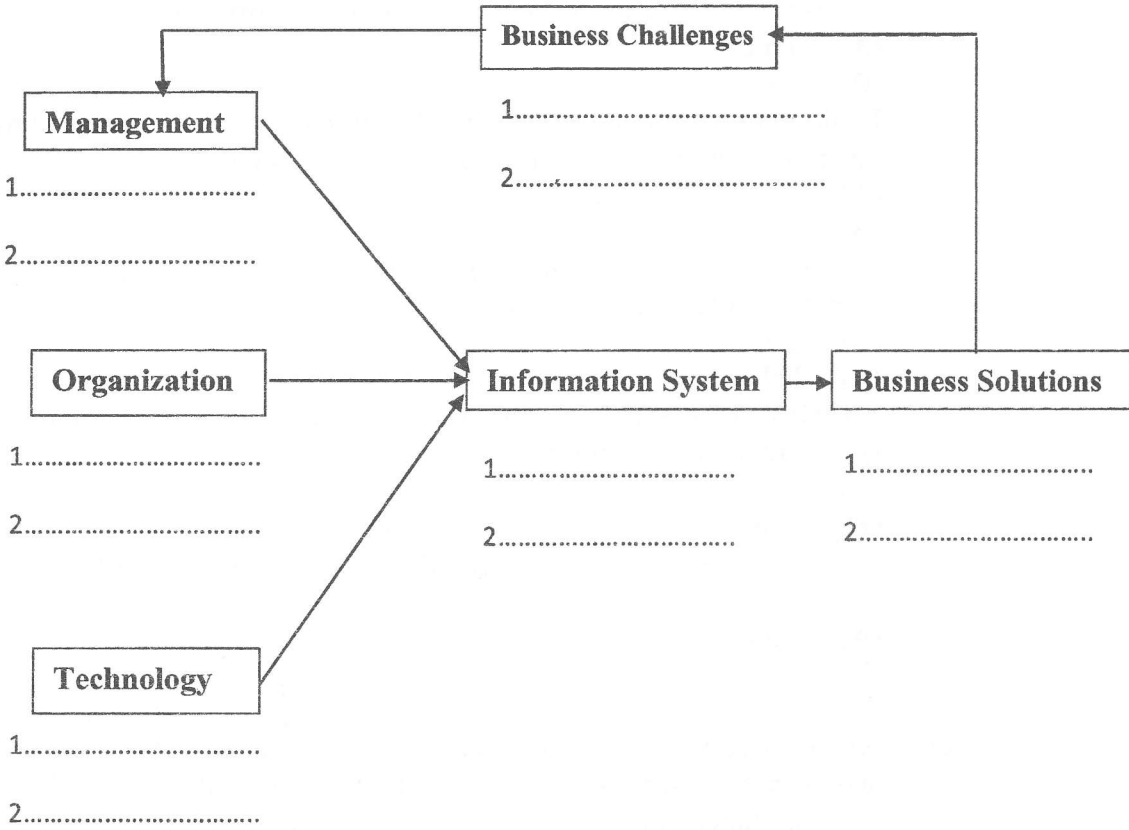 Business Challenges
1..............................................
2..............................................
Management
1....................................
2....................................
Organization
1....................................
2....................................
Information System
1....................................
2....................................
Business Solutions
1....................................
2....................................
Technology
1....................................
2....................................